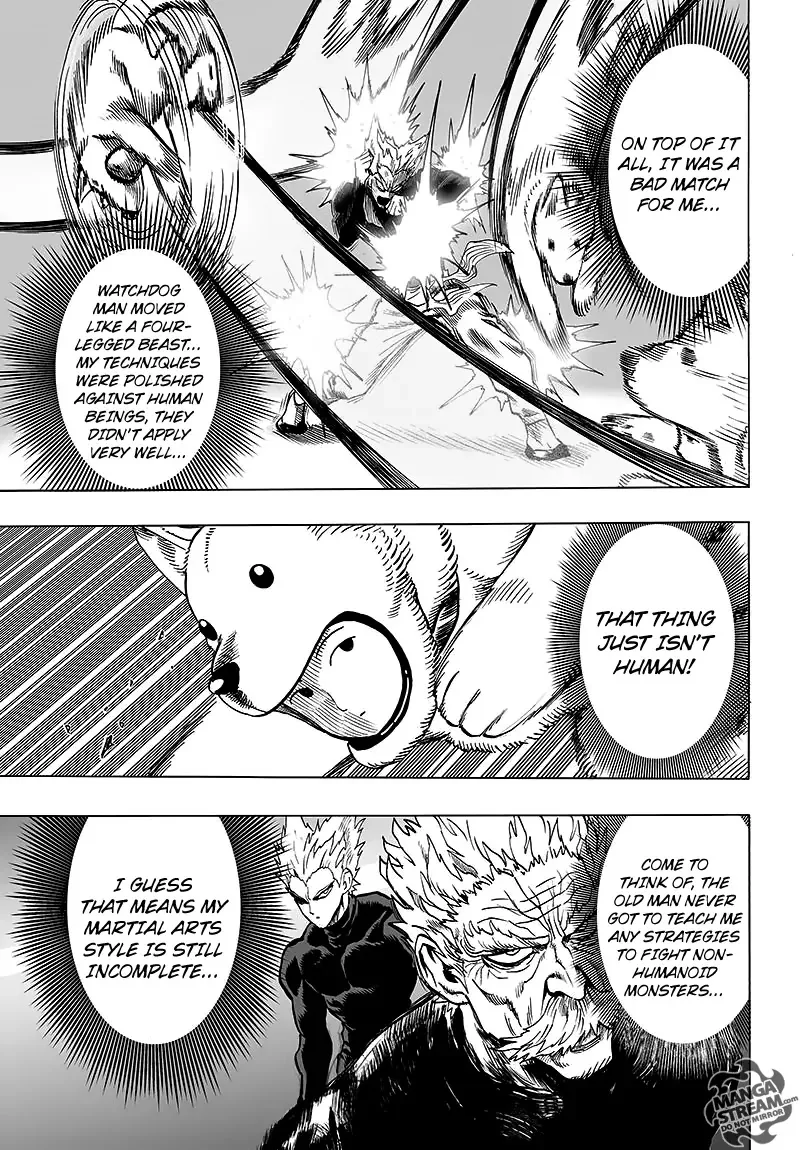 ON TOP OF IT
ALL, IT WAS A
BAD MATCH
FOR ME...
WATCHDOG
MAN MOVED
LIKE A FOUR-
LEGGED BEAST...
MY TECHNIQUES
WERE POLISHED
AGAINST HUMAN
BEINGS, THEY
DIDN'T APPLY
VERY WELL...
THAT THING
JUST ISN'T
HUMAN!
COME TO
THINK OF, THE
OLD MAN NEVER
GOT TO TEACH ME
ANY STRATEGIES
TO FIGHT NON-
HUMANOID
MONSTERS...
I GUESS
THAT MEANS MY
MARTIAL ARTS
STYLE IS STILL
INCOMPLETE...
MANGA
STREAM.com
DO NOT MIRROR